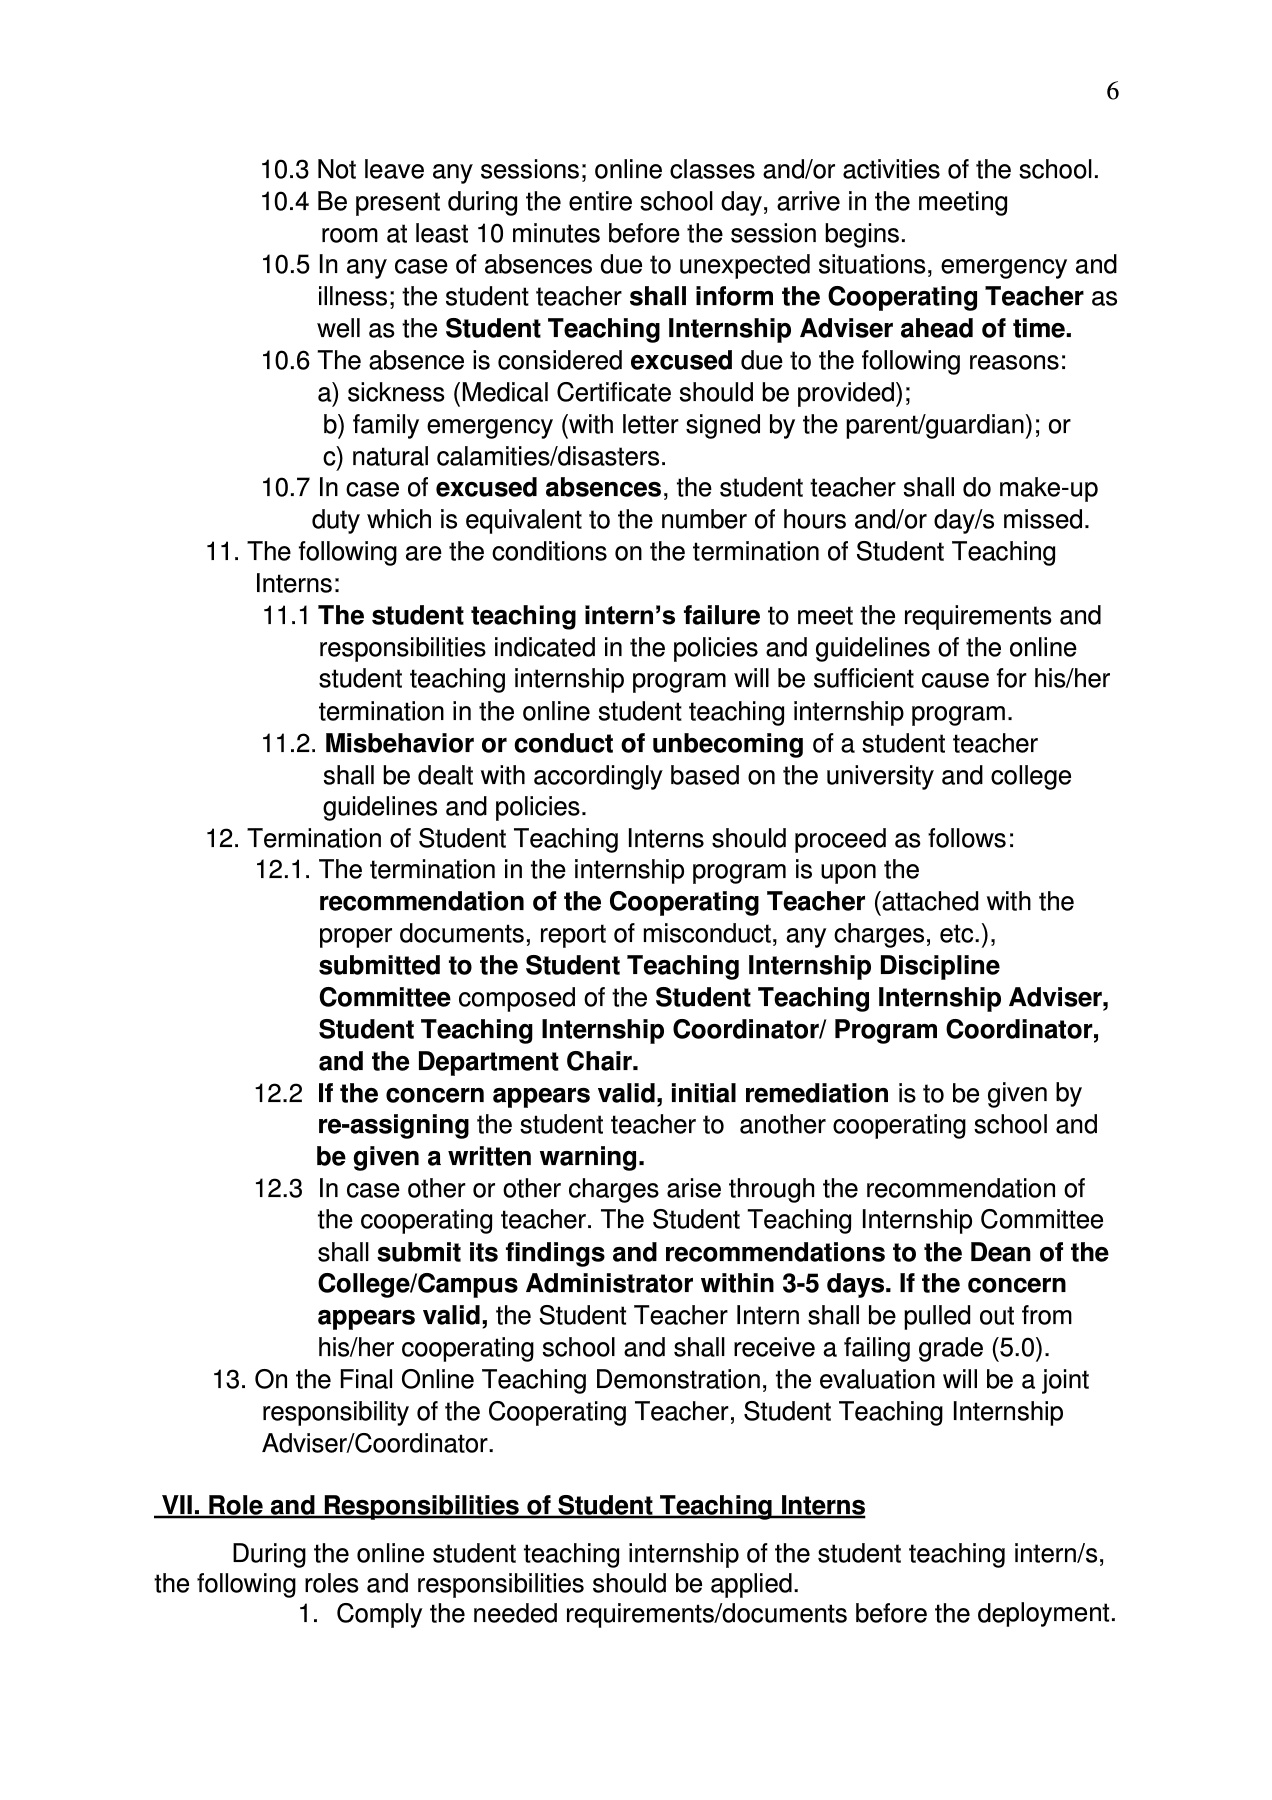 6
10.3 Not leave any sessions; online classes and/or activities of the school.
10.4 Be present during the entire school day, arrive in the meeting
room at least 10 minutes before the session begins.
10.5 In any case of absences due to unexpected situations, emergency and
illness; the student teacher shall inform the Cooperating Teacher as
well as the Student Teaching Internship Adviser ahead of time.
10.6 The absence is considered excused due to the following reasons:
a) sickness (Medical Certificate should be provided);
b) family emergency (with letter signed by the parent/guardian); or
c) natural calamities/disasters.
10.7 In case of excused absences, the student teacher shall do make-up
duty which is equivalent to the number of hours and/or day/s missed.
11. The following are the conditions on the termination of Student Teaching
Interns:
11.1 The student teaching intern’s failure to meet the requirements and
responsibilities indicated in the policies and guidelines of the online
student teaching internship program will be sufficient cause for his/her
termination in the online student teaching internship program.
11.2. Misbehavior or conduct of unbecoming of a student teacher
shall be dealt with accordingly based on the university and college
guidelines and policies.
12. Termination of Student Teaching Interns should proceed as follows:
12.1. The termination in the internship program is upon the
recommendation of the Cooperating Teacher (attached with the
proper documents, report of misconduct, any charges, etc.),
submitted to the Student Teaching Internship Discipline
Committee composed of the Student Teaching Internship Adviser,
Student Teaching Internship Coordinator/ Program Coordinator,
and the Department Chair.
12.2 If the concern appears valid, initial remediation is to be given by
re-assigning the student teacher to another cooperating school and
be given a written warning.
12.3 In case other or other charges arise through the recommendation of
the cooperating teacher. The Student Teaching Internship Committee
shall submit its findings and recommendations to the Dean of the
College/Campus Administrator within 3-5 days. If the concern
appears valid, the Student Teacher Intern shall be pulled out from
his/her cooperating school and shall receive a failing grade (5.0).
13. On the Final Online Teaching Demonstration, the evaluation will be a joint
responsibility of the Cooperating Teacher, Student Teaching Internship
Adviser/Coordinator.
VII. Role and Responsibilities of Student Teaching Interns
During the online student teaching internship of the student teaching intern/s,
the following roles and responsibilities should be applied.
1. Comply the needed requirements/documents before the deployment.